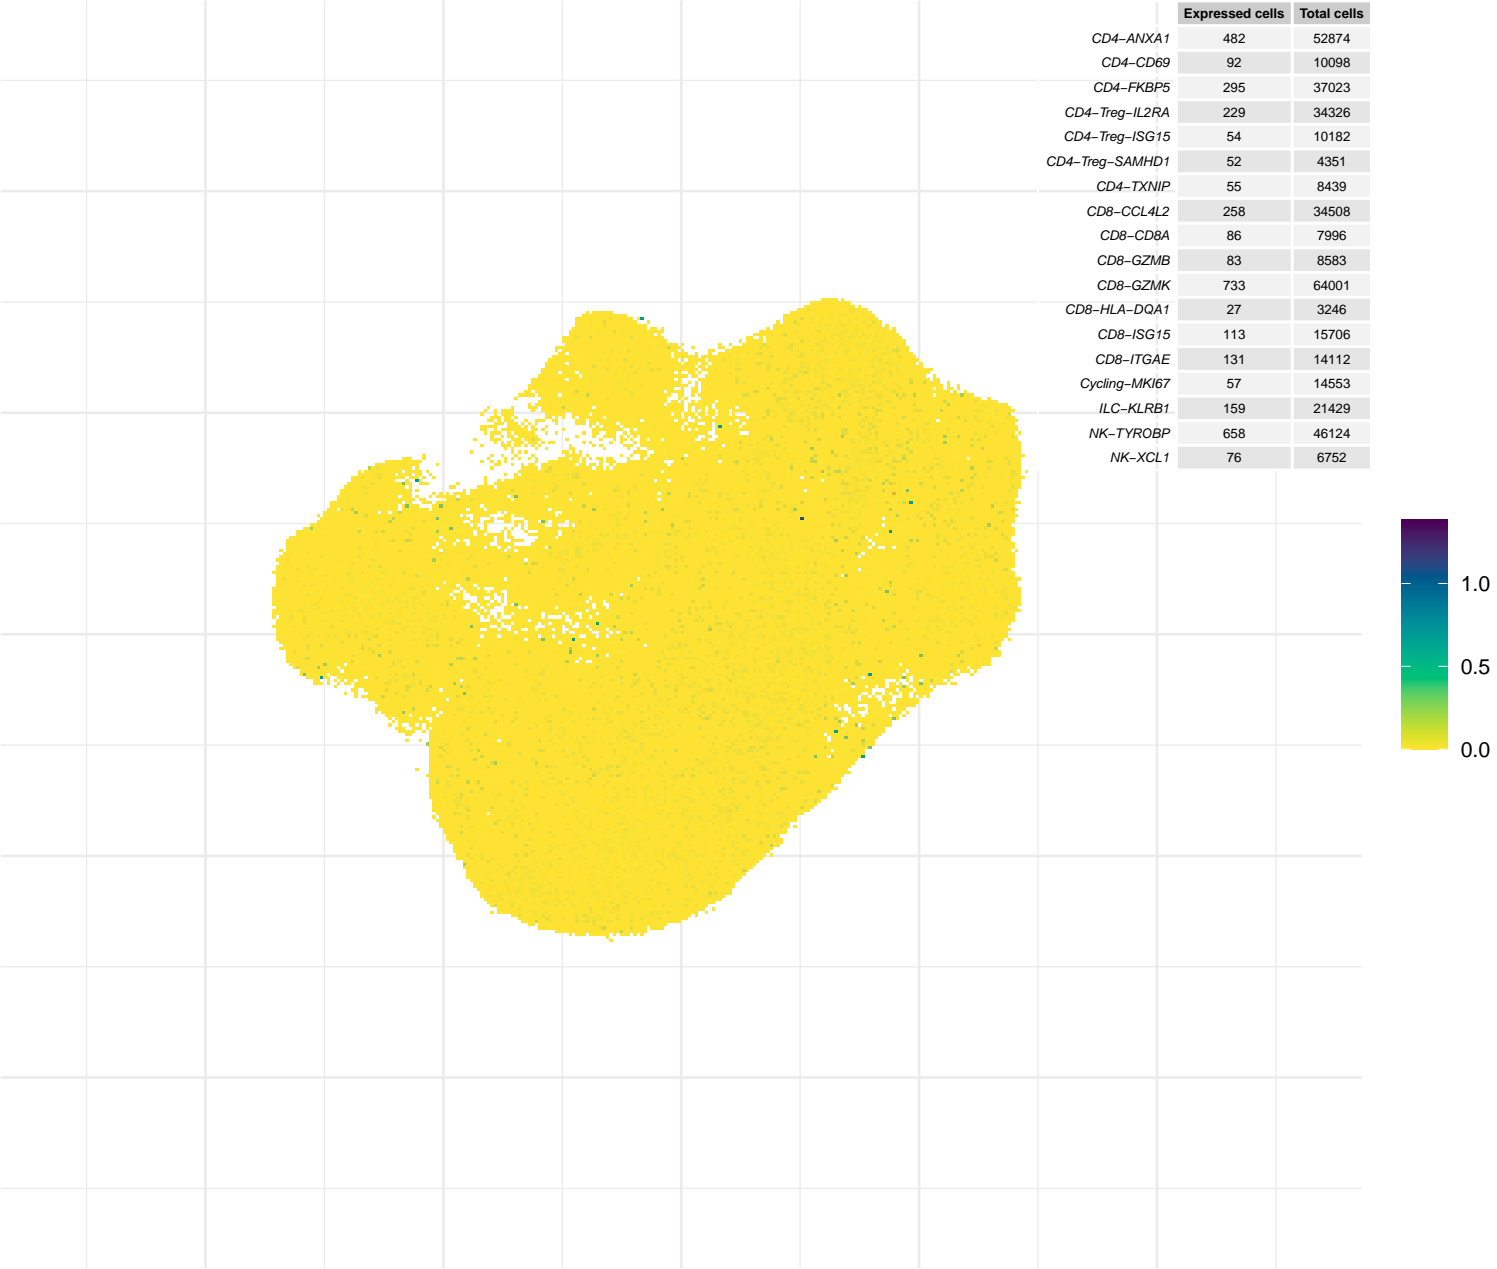 Expressed cells Total cells
CD4−ANXA1 482 52874
CD4−CD69 92 10098
CD4−FKBP5 295 37023
CD4−Treg−IL2RA 229 34326
CD4−Treg−ISG15 54 10182
CD4−Treg−SAMHD1 52 4351
CD4−TXNIP 55 8439
CD8−CCL4L2 258 34508
CD8−CD8A 86 7996
CD8−GZMB 83 8583
CD8−GZMK 733 64001
CD8−HLA−DQA1 27 3246
CD8−ISG15 113 15706
CD8−ITGAE 131 14112
Cycling−MKI67 57 14553
ILC−KLRB1 159 21429
NK−TYROBP 658 46124
NK−XCL1 76 6752
1.0
0.5
0.0